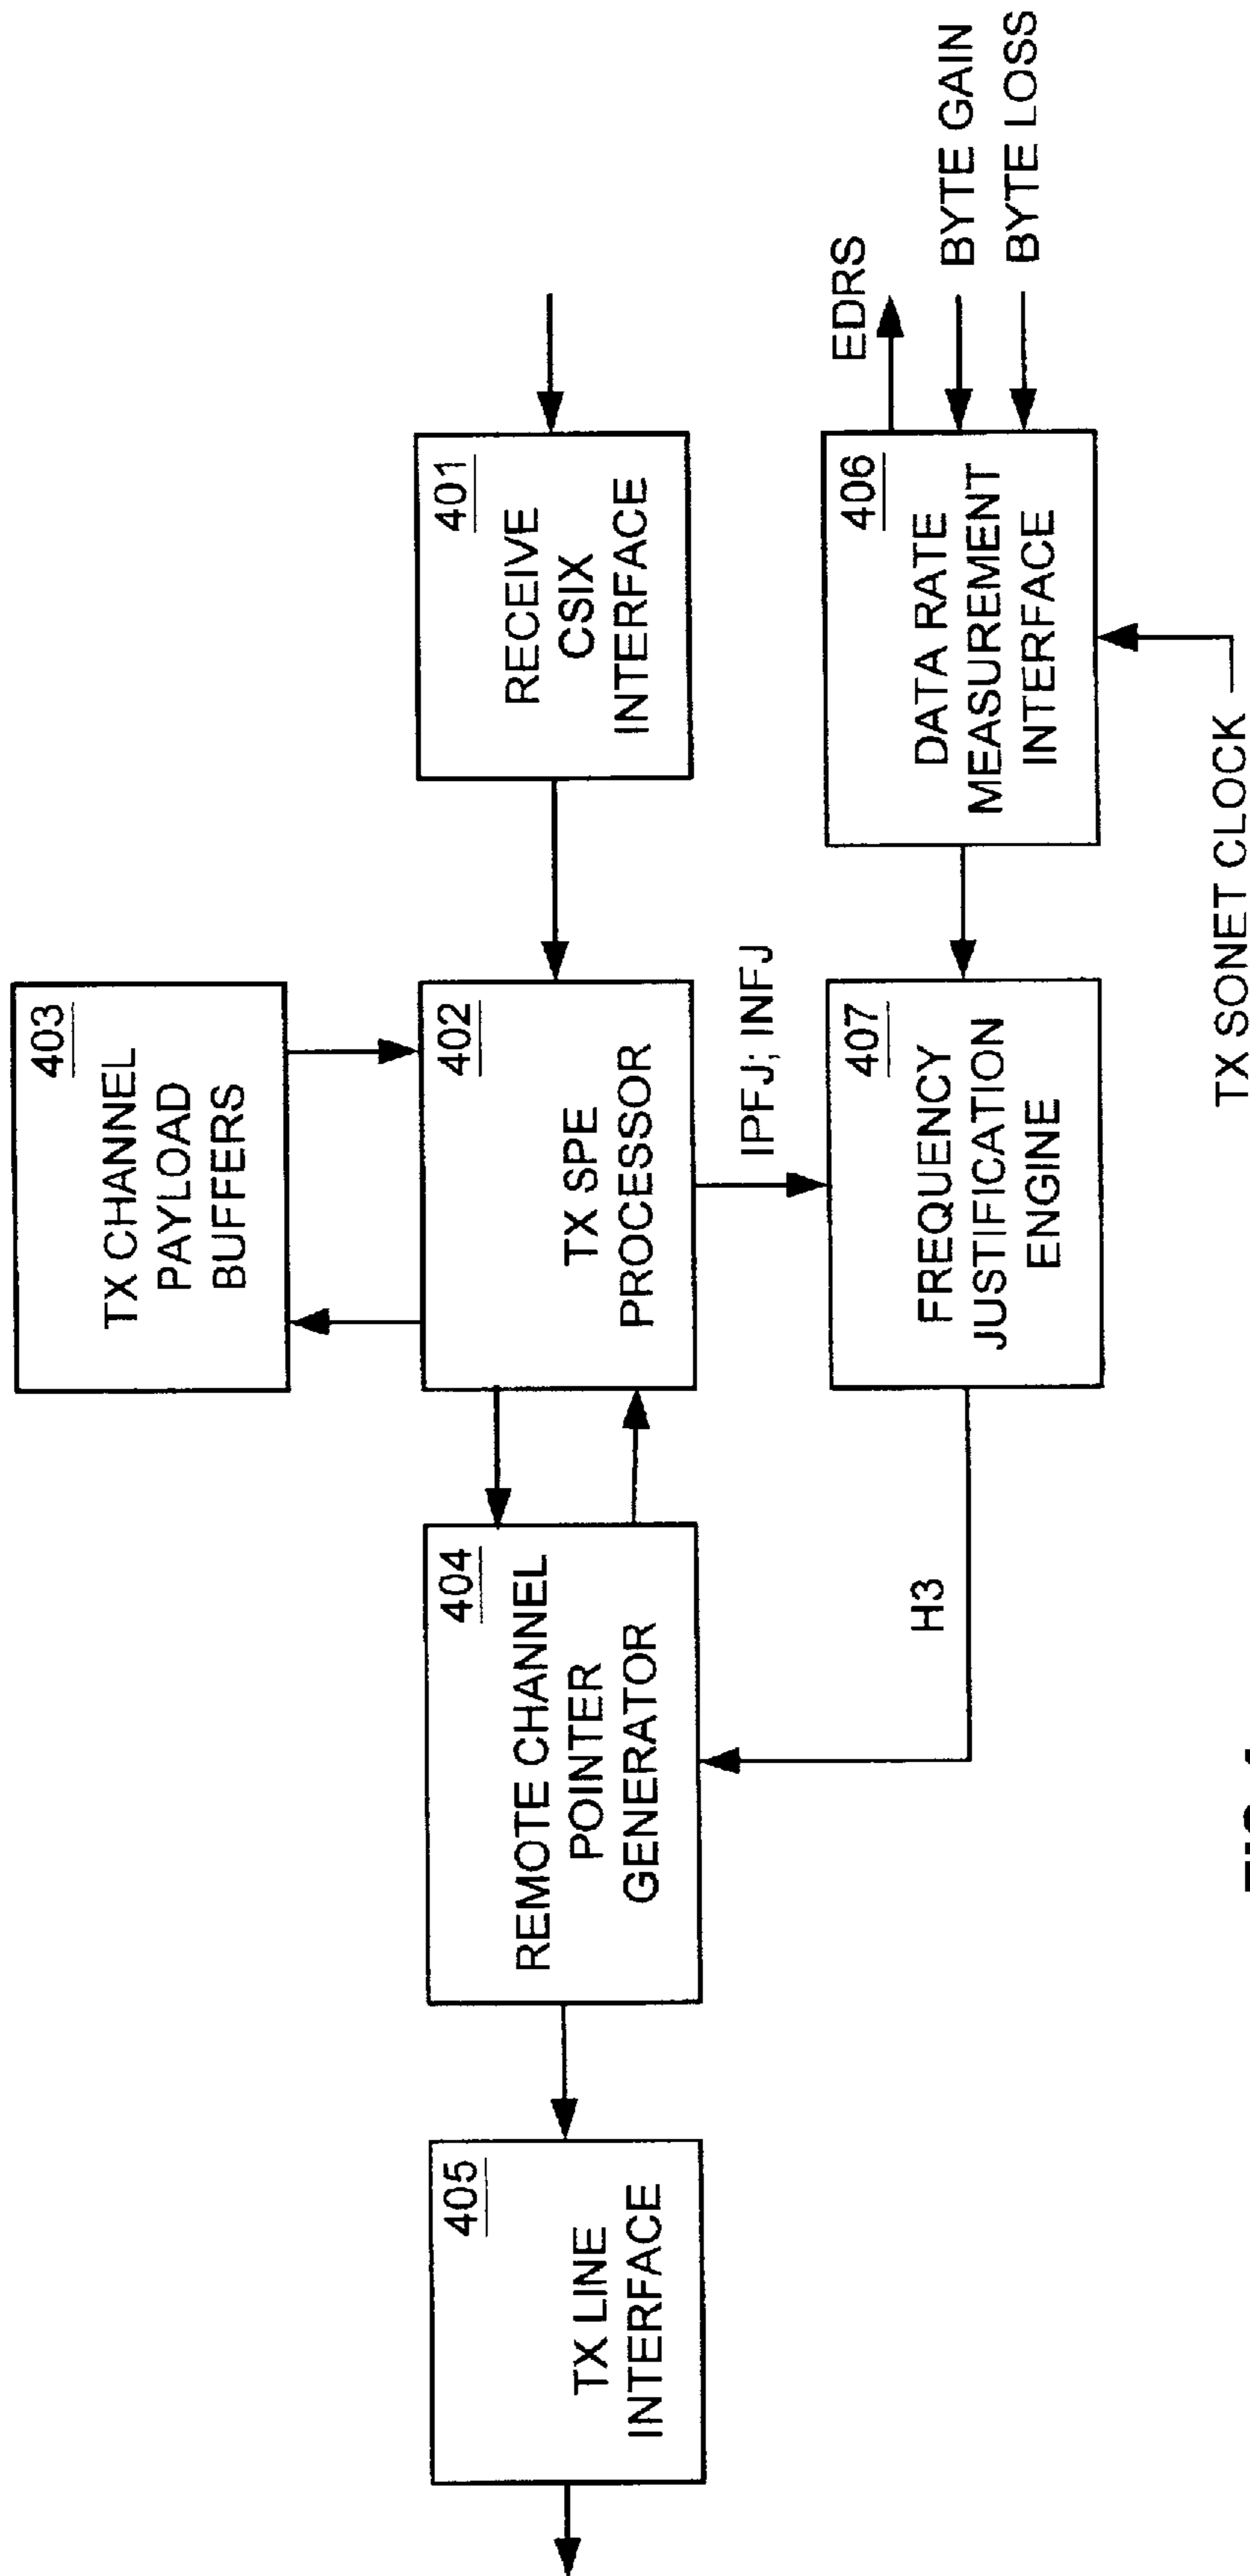 403
TX CHANNEL
PAYLOAD
BUFFERS
405
TX LINE
INTERFACE
404
REMOTE CHANNEL
POINTER
GENERATOR
402
TX SPE
PROCESSOR
401
RECEIVE
CSIX
INTERFACE
IPFJ; INFJ
H3
407
FREQUENCY
JUSTIFICATION
ENGINE
406
DATA RATE
MEASUREMENT
INTERFACE
EDRS
BYTE GAIN
BYTE LOSS
TX SONET CLOCK